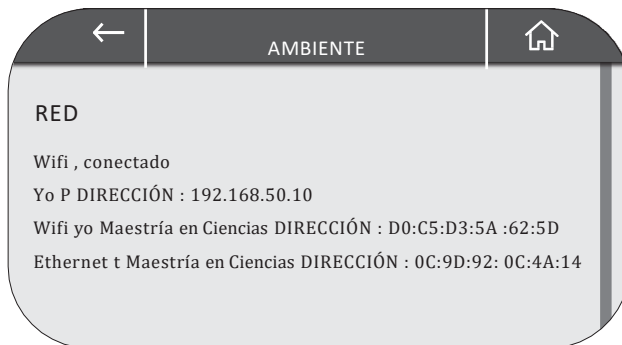 AMBIENTE
RED
Wifi , conectado
Yo P DIRECCIÓN : 192.168.50.10
Wifi yo Maestría en Ciencias DIRECCIÓN : D0:C5:D3:5A :62:5D
Ethernet t Maestría en Ciencias DIRECCIÓN : 0C:9D:92: 0C:4A:14